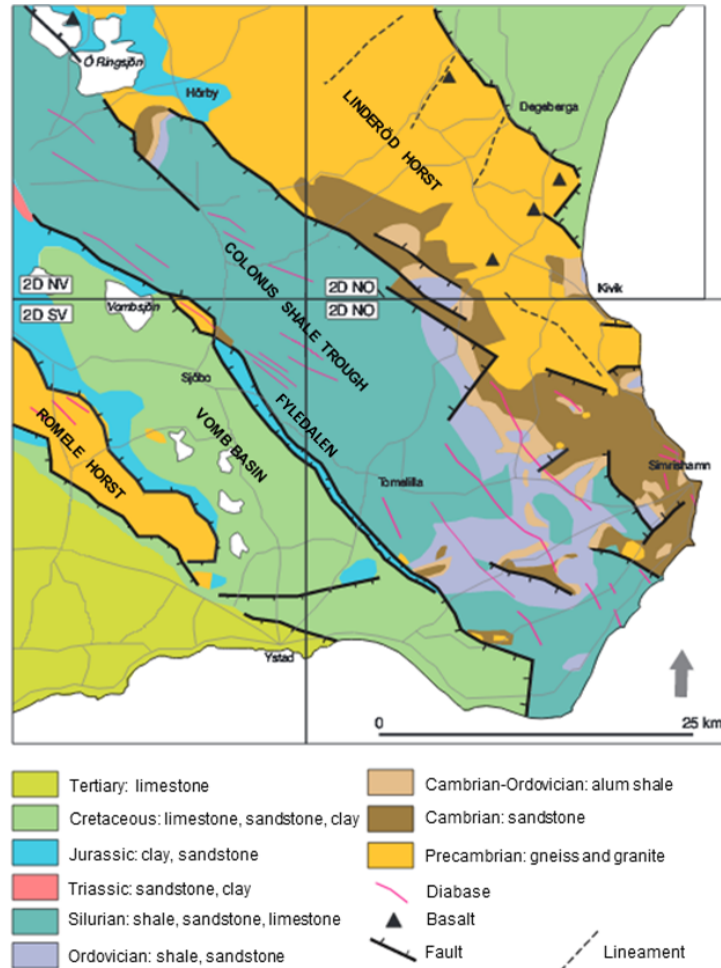 Ö Ringsjön
Hörby
Degeberga
LINDERÖD HORST
COLONUS SHALE TROUGH
Kivik
2D NV
2D NO
2D SV
2D NO
Vombsjön
Sjöbo
FYLEDALEN
VOMB BASIN
ROMELE HORST
Tomelilla
Simrishamn
Ystad
0
25 km
Tertiary: limestone
Cretaceous: limestone, sandstone, clay
Jurassic: clay, sandstone
Triassic: sandstone, clay
Silurian: shale, sandstone, limestone
Ordovician: shale, sandstone
Cambrian-Ordovician: alum shale
Cambrian: sandstone
Precambrian: gneiss and granite
Diabase
Basalt
Fault
Lineament